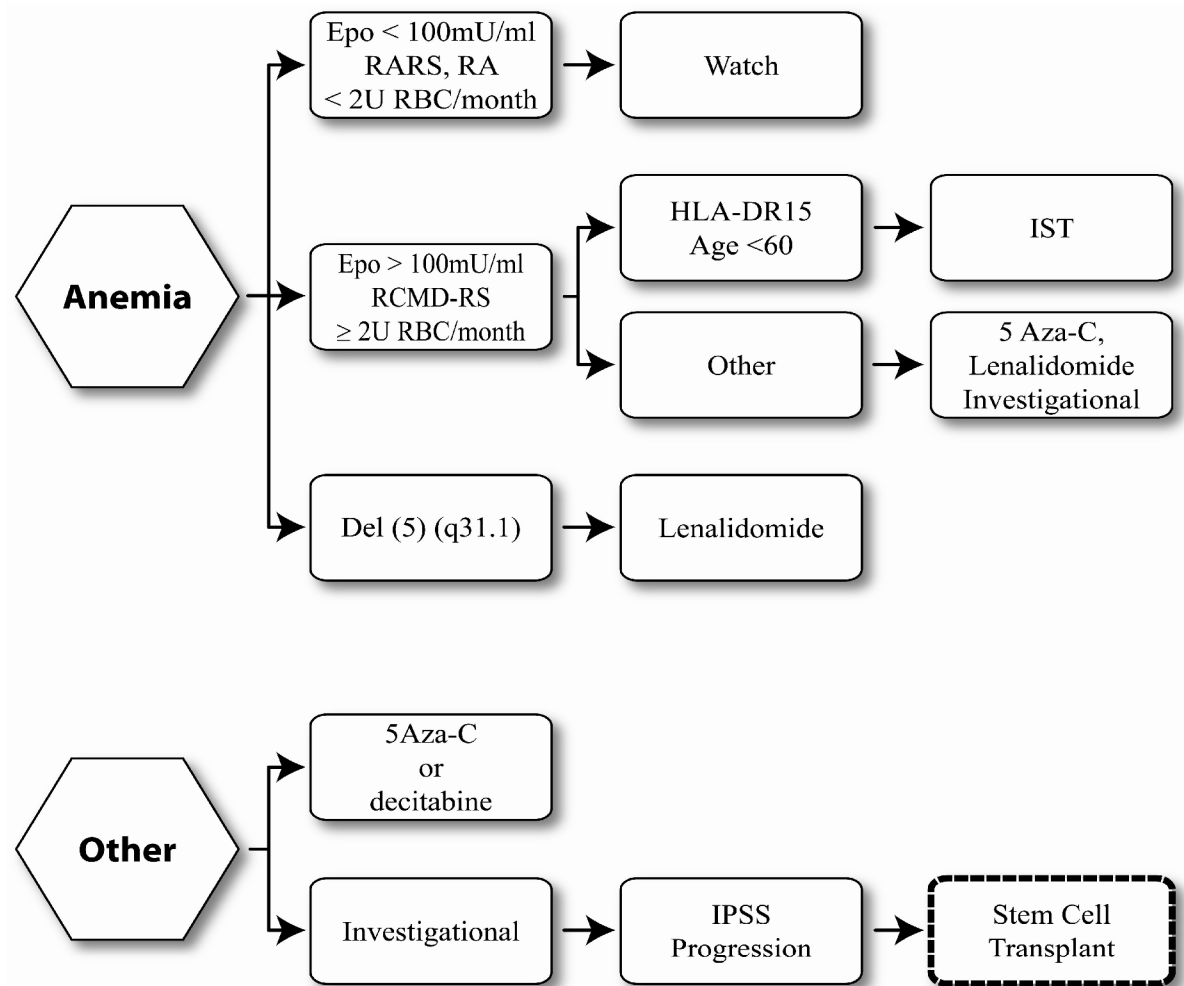 Epo < 100mU/ml
RARS, RA
< 2U RBC/month
Watch
Anemia
Epo > 100mU/ml
RCMD-RS
≥ 2U RBC/month
HLA-DR15
Age <60
IST
Other
5 Aza-C,
Lenalidomide
Investigational
Del (5) (q31.1)
Lenalidomide
Other
5Aza-C
or
decitabine
Investigational
IPSS
Progression
Stem Cell
Transplant